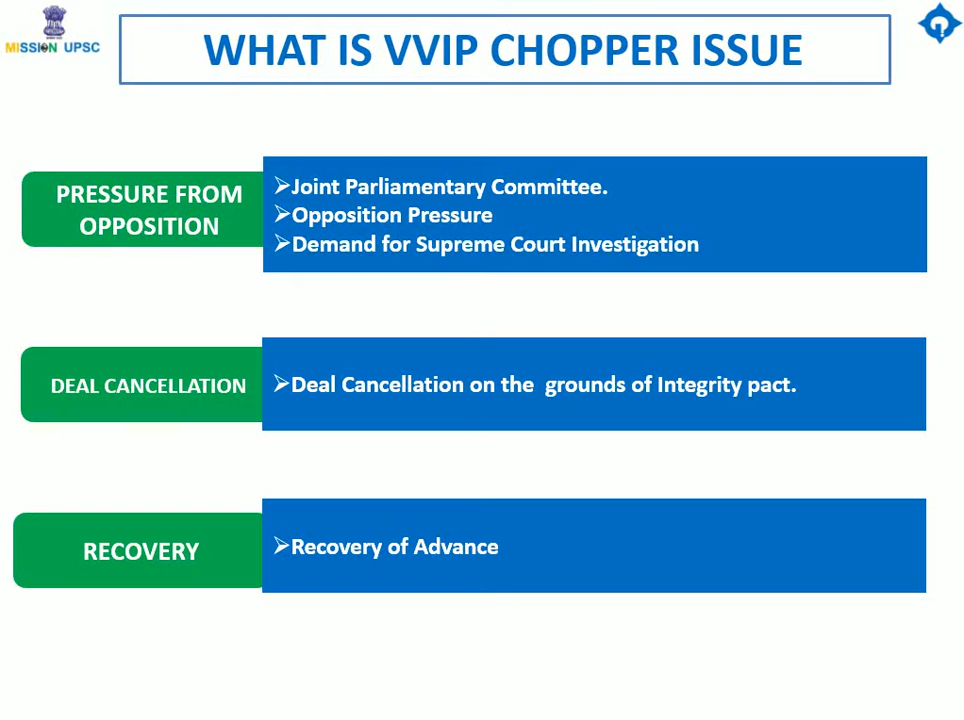 MISSION UPSC
WHAT IS VVIP CHOPPER ISSUE
PRESSURE FROM
OPPOSITION
➢Joint Parliamentary Committee.
➢Opposition Pressure
➢Demand for Supreme Court Investigation
DEAL CANCELLATION
➢Deal Cancellation on the  grounds of Integrity pact.
RECOVERY
➢Recovery of Advance